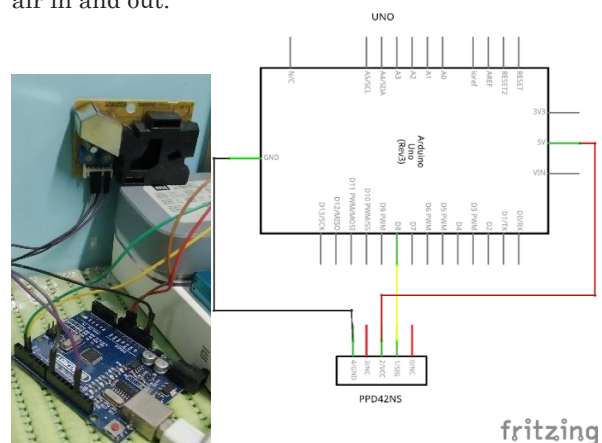 air in and out.
UNO
N/C
A5/SCL
A4/SDA
A3
A2
A1
A0
ioref
AREF
RESET2
RESET
GND
Arduino
Uno
(Rev3)
3V3
5V
VIN
D13/SCK
D12/MISO
D11 PWM/MOSI
D10 PWM/SS
D9 PWM
D8
D7
D6 PWM
D5 PWM
D4
D3 PWM
D2
D1/TX
D0/RX
4/GND
3/NC
2/VCC
1/SIG
0/NC
PPD42NS
fritzing